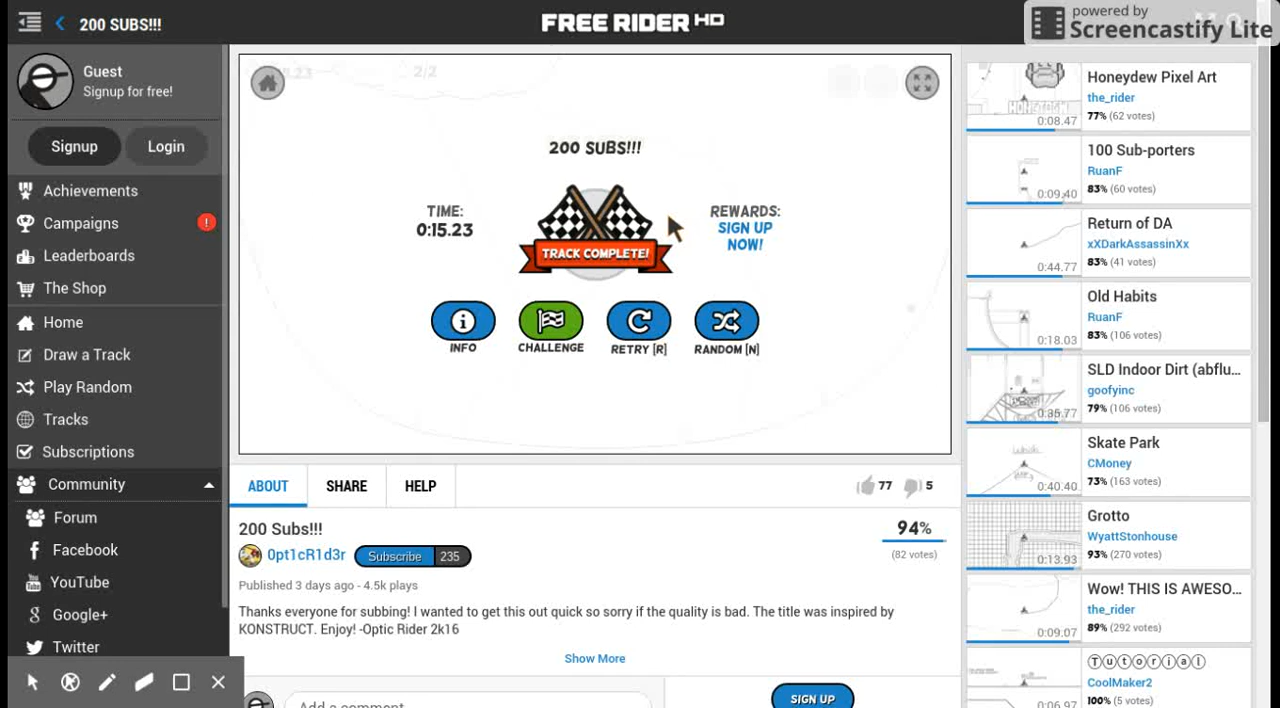 200 SUBS!!!
FREE RIDER HD
powered by
Screencastify Lite
Guest
Signup for free!
Signup
Login
Achievements
Campaigns
!
Leaderboards
The Shop
Home
Draw a Track
Play Random
Tracks
Subscriptions
Community
Forum
Facebook
YouTube
Google+
Twitter
2/2
200 SUBS!!!
TIME:
0:15.23
TRACK COMPLETE!
REWARDS:
SIGN UP
NOW!
INFO
CHALLENGE
RETRY [R]
RANDOM [N]
ABOUT
SHARE
HELP
77
5
200 Subs!!!
0pt1cR1d3r
Subscribe 235
94%
(82 votes)
Published 3 days ago - 4.5k plays
Thanks everyone for subbing! I wanted to get this out quick so sorry if the quality is bad. The title was inspired by
KONSTRUCT. Enjoy! -Optic Rider 2k16
Show More
Add a comment
SIGN UP
Honeydew Pixel Art
the_rider
77% (62 votes)
0:08.47
100 Sub-porters
RuanF
83% (60 votes)
0:09.40
Return of DA
xXDarkAssassinXx
83% (41 votes)
0:44.77
Old Habits
RuanF
83% (106 votes)
0:18.03
SLD Indoor Dirt (abflu...
goofyinc
79% (106 votes)
0:35.77
Skate Park
CMoney
73% (163 votes)
0:40.40
Grotto
WyattStonhouse
93% (270 votes)
0:13.93
Wow! THIS IS AWESO...
the_rider
89% (292 votes)
0:09.07
Ⓣⓤⓣⓞⓡⓘⓐⓛ
CoolMaker2
100% (5 votes)
0:06.97